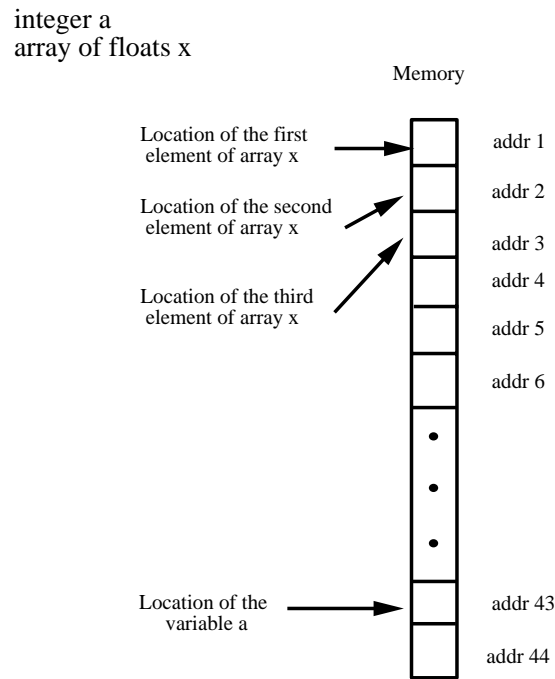 integer a
array of floats x
Memory
Location of the first
element of array x
addr 1
Location of the second
element of array x
addr 2
addr 3
Location of the third
element of array x
addr 4
addr 5
addr 6
Location of the
variable a
addr 43
addr 44